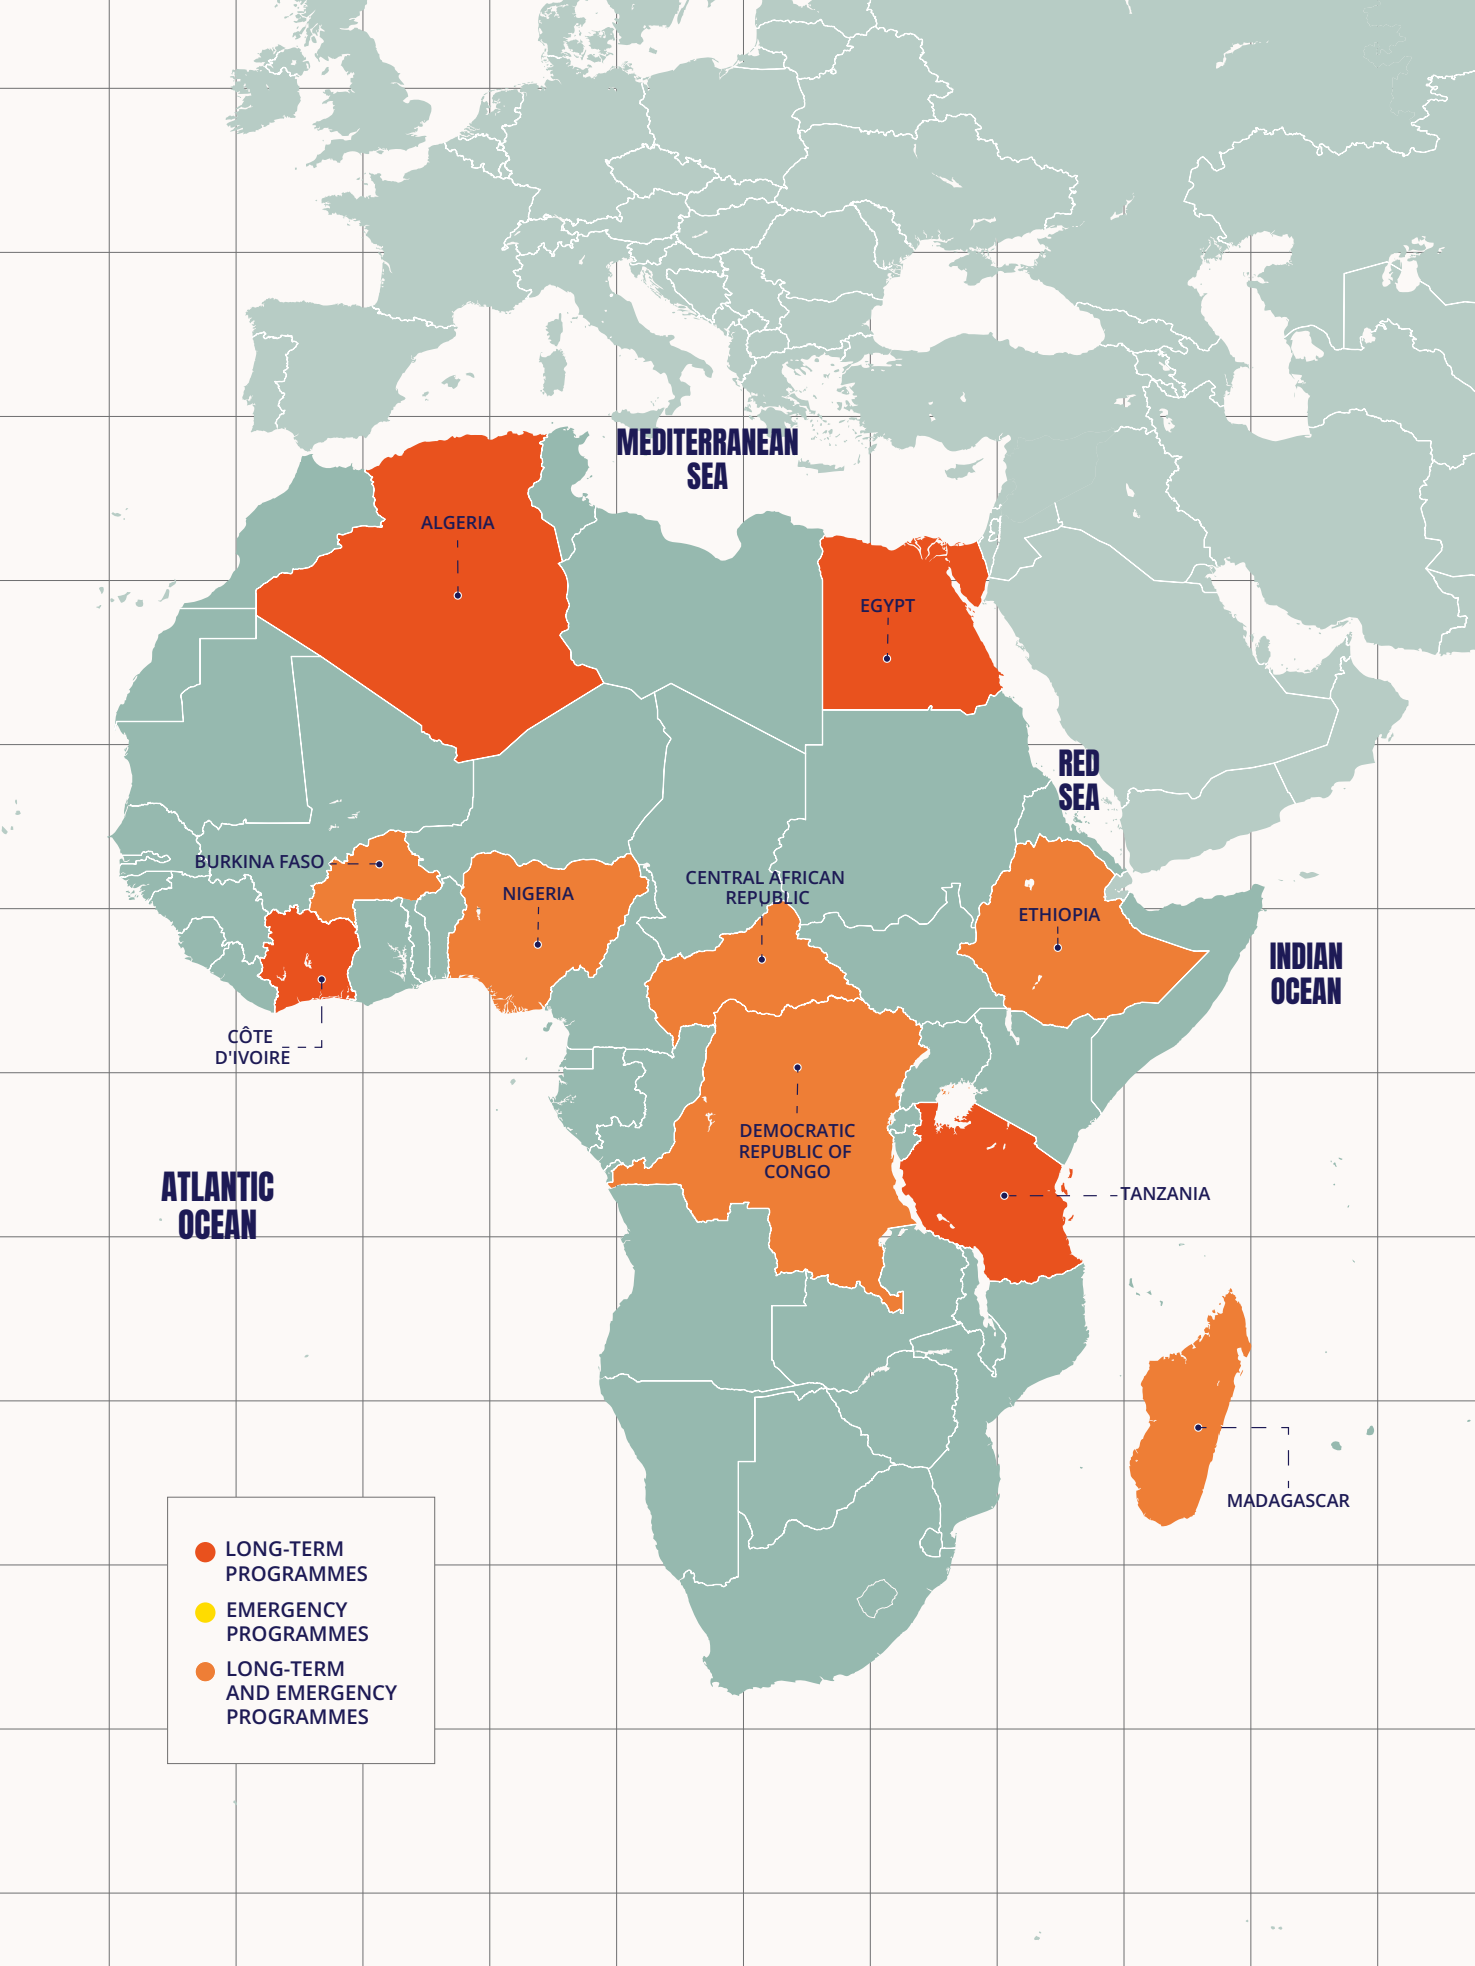 MEDITERRANEAN
SEA
ALGERIA
EGYPT
RED
SEA
BURKINA FASO
NIGERIA
CENTRAL AFRICAN
REPUBLIC
ETHIOPIA
INDIAN
OCEAN
CÔTE
D'IVOIRE
DEMOCRATIC
REPUBLIC OF
CONGO
ATLANTIC
OCEAN
TANZANIA
MADAGASCAR
LONG-TERM
PROGRAMMES
EMERGENCY
PROGRAMMES
LONG-TERM
AND EMERGENCY
PROGRAMMES